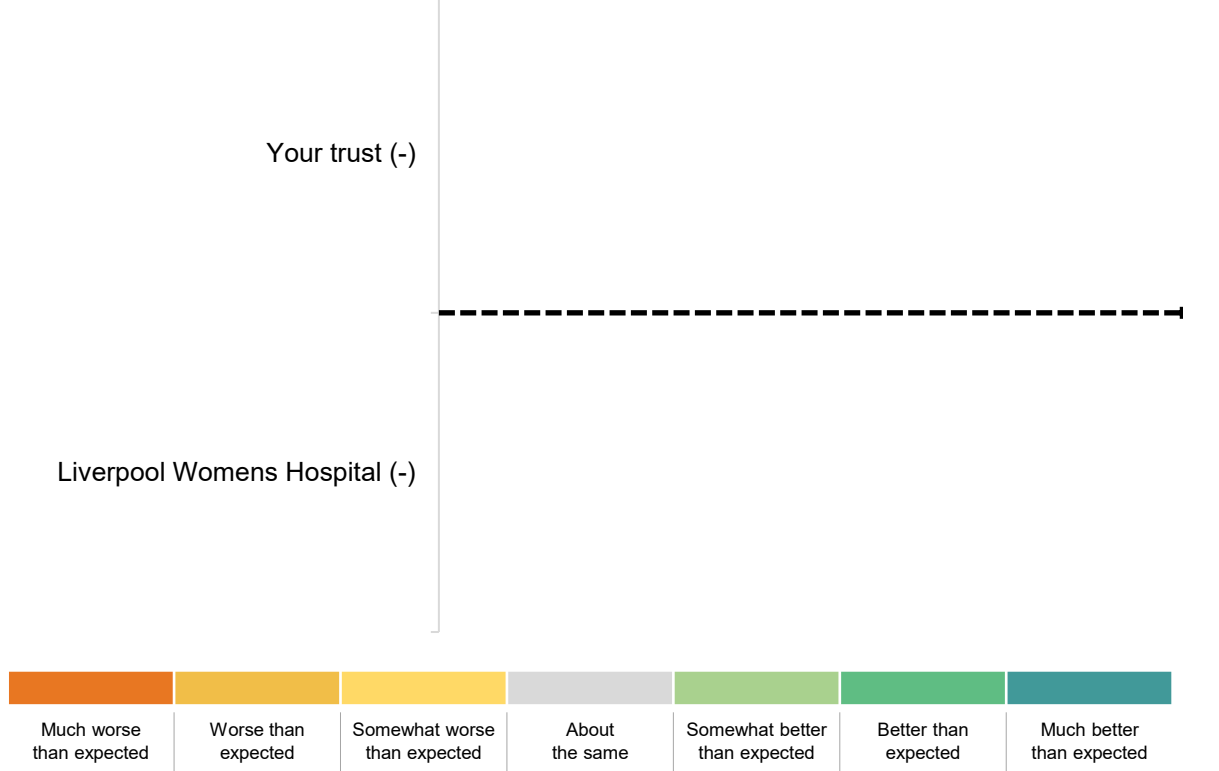 Your trust (-)
Liverpool Womens Hospital (-)
Much worse
than expected
Worse than
expected
Somewhat worse
than expected
About
the same
Somewhat better
than expected
Better than
expected
Much better
than expected